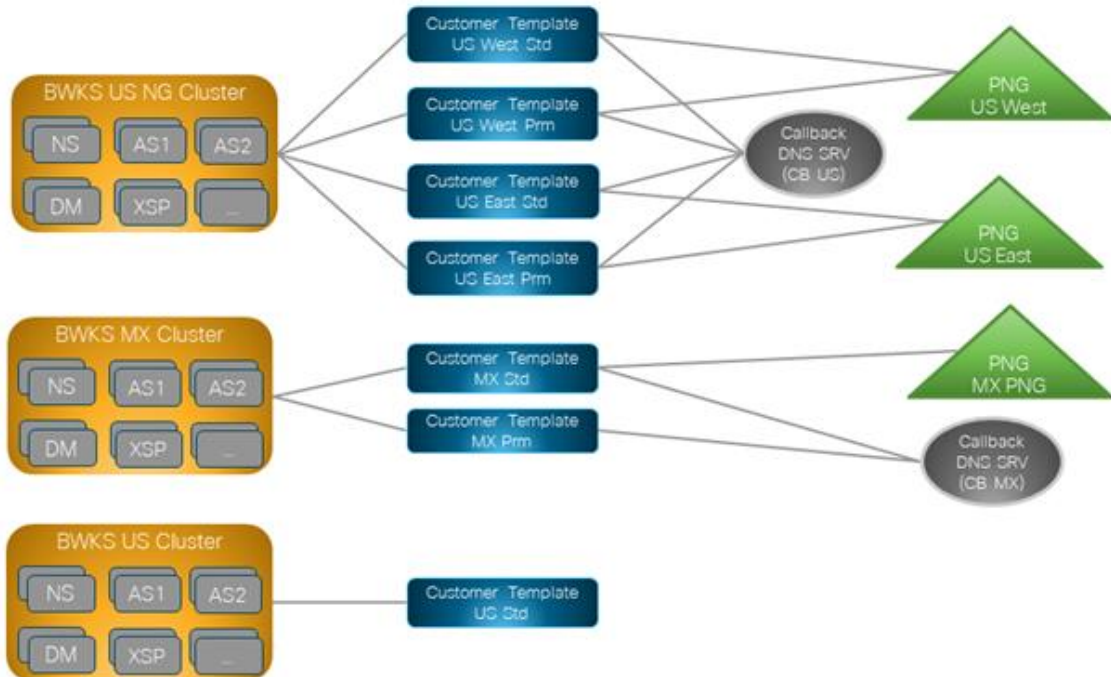 Customer Template
US West Std
BWKS US NG Cluster
NS
AS1
AS2
DM
XSP
...
Customer Template
US West Prm
Customer Template
US East Std
Customer Template
US East Prm
Callback
DNS SRV
(CB US)
PNG
US West
PNG
US East
BWKS MX Cluster
NS
AS1
AS2
DM
XSP
...
Customer Template
MX Std
Customer Template
MX Prm
PNG
MX PNG
Callback
DNS SRV
(CB MX)
BWKS US Cluster
NS
AS1
AS2
DM
XSP
...
Customer Template
US Std